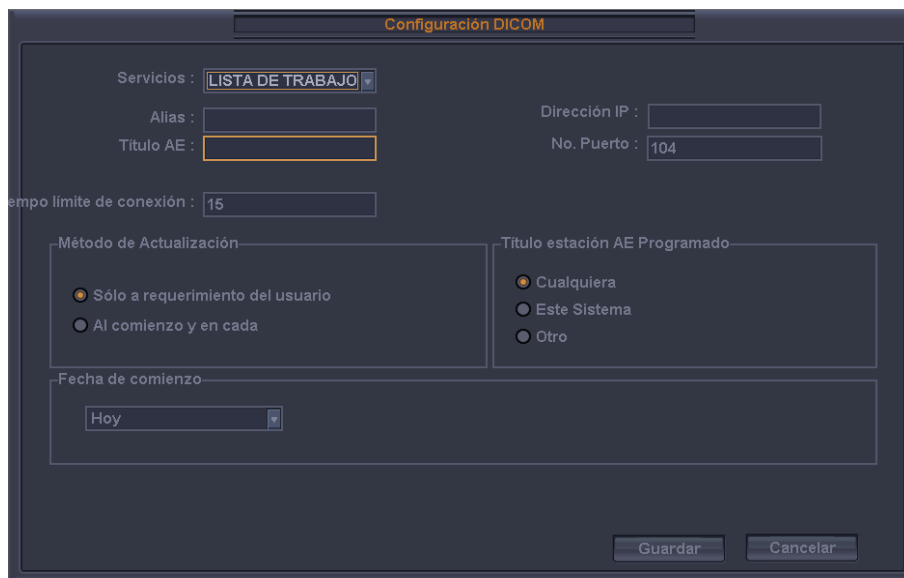 Configuración DICOM
Servicios : LISTA DE TRABAJO
Alias :
Dirección IP :
Título AE :
No. Puerto : 104
empo límite de conexión : 15
Método de Actualización
Sólo a requerimiento del usuario
Al comienzo y en cada
Título estación AE Programado
Cualquiera
Este Sistema
Otro
Fecha de comienzo
Hoy
Guardar
Cancelar